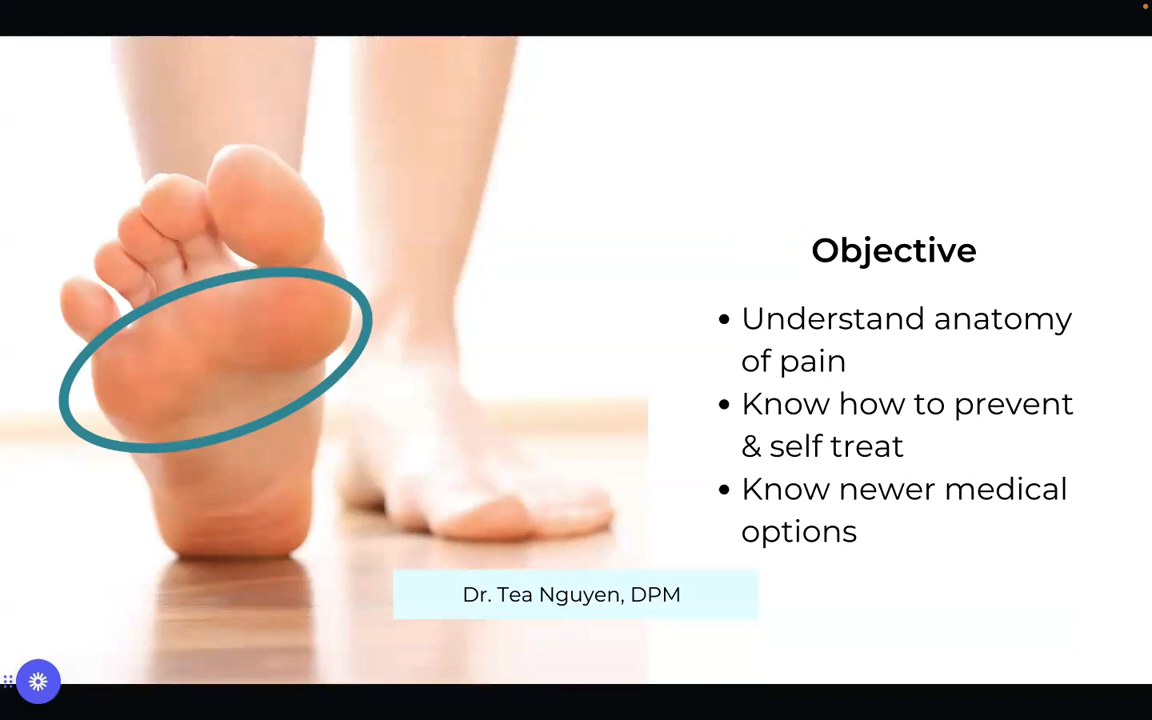 Objective
• Understand anatomy
of pain
• Know how to prevent
& self treat
• Know newer medical
options
Dr. Tea Nguyen, DPM